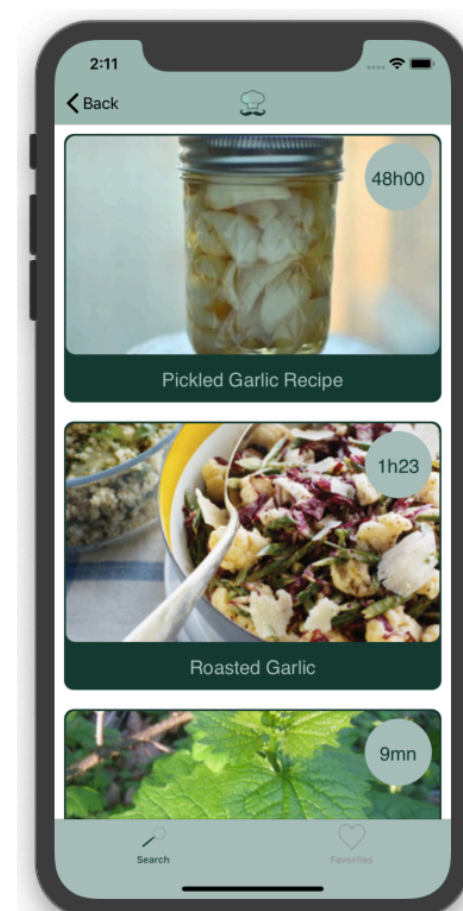 2:11
Back
48h00
Pickled Garlic Recipe
1h23
Roasted Garlic
9mn
Search
Favorites